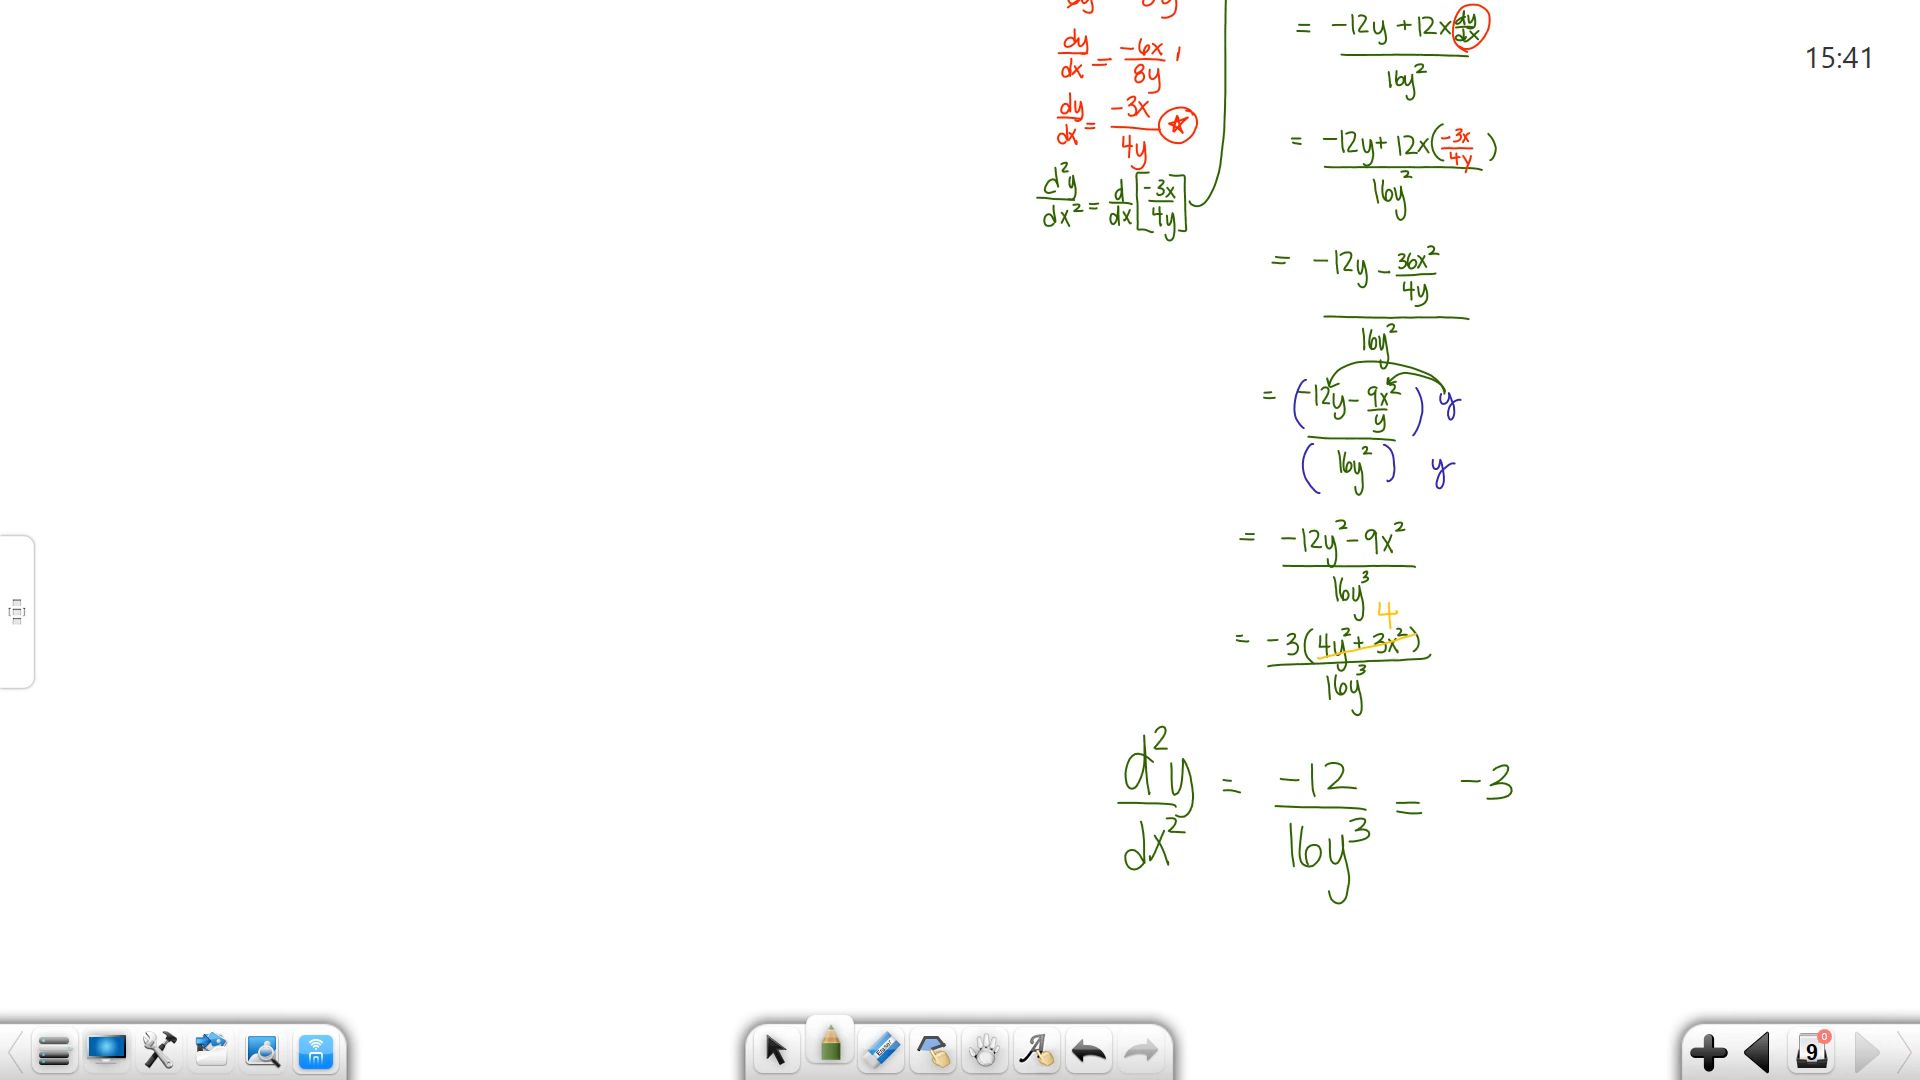 dy/dx = -6x/8y
dy/dx = -3x/4y
d²y/dx² = d/dx[-3x/4y]
= (-12y + 12x dy/dx)/16y²
= (-12y + 12x(-3x/4y))/16y²
= (-12y - 36x²/4y)/16y²
= (-12y - 9x²/y) y/(16y²) y
= (-12y² - 9x²)/16y³
4
= -3(4y² + 3x²)/16y³
d²y/dx² = -12/16y³ = -3
15:41
Eraser
A
9
0